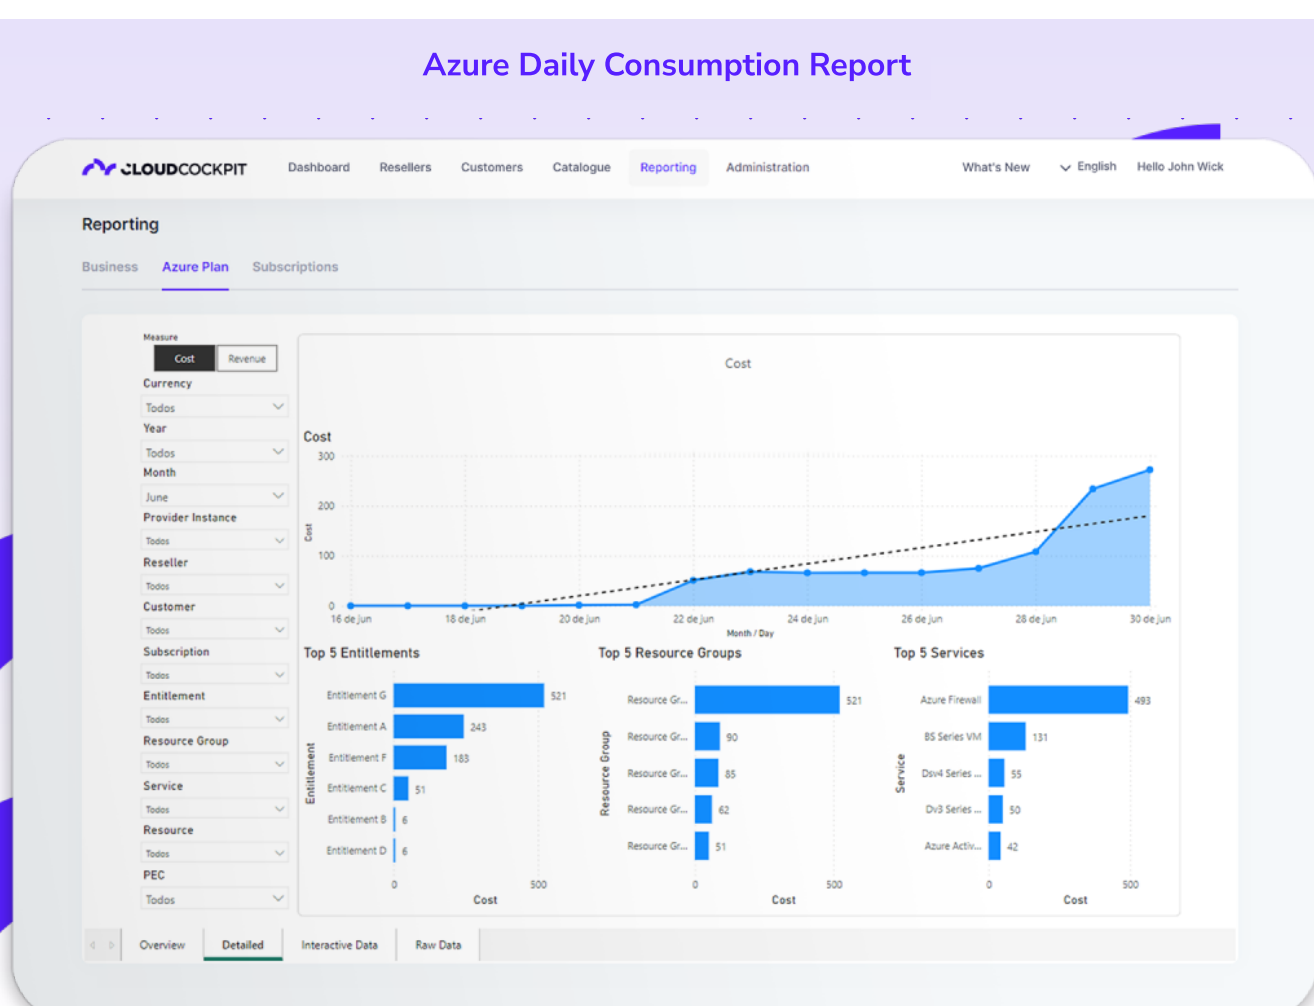 Azure Daily Consumption Report
CLOUDCOCKPIT Dashboard Resellers Customers Catalogue Reporting Administration What's New English Hello John Wick
Reporting
Business Azure Plan Subscriptions
Measure
Cost Revenue
Currency
Todos
Year
Todos
Month
June
Provider Instance
Todos
Reseller
Todos
Customer
Todos
Subscription
Todos
Entitlement
Todos
Resource Group
Todos
Service
Todos
Resource
Todos
PEC
Todos
Cost
Cost
300
200
100
0
Cost
16 de jun 18 de jun 20 de jun 22 de jun 24 de jun 26 de jun 28 de jun 30 de jun
Month / Day
Top 5 Entitlements
Entitlement
Entitlement G 521
Entitlement A 243
Entitlement F 183
Entitlement C 51
Entitlement B 6
Entitlement D 6
0 500
Cost
Top 5 Resource Groups
Resource Group
Resource Gr... 521
Resource Gr... 90
Resource Gr... 85
Resource Gr... 62
Resource Gr... 51
0 500
Cost
Top 5 Services
Service
Azure Firewall 493
BS Series VM 131
Dsv4 Series ... 55
Dv3 Series ... 50
Azure Activ... 42
0 500
Cost
Overview Detailed Interactive Data Raw Data